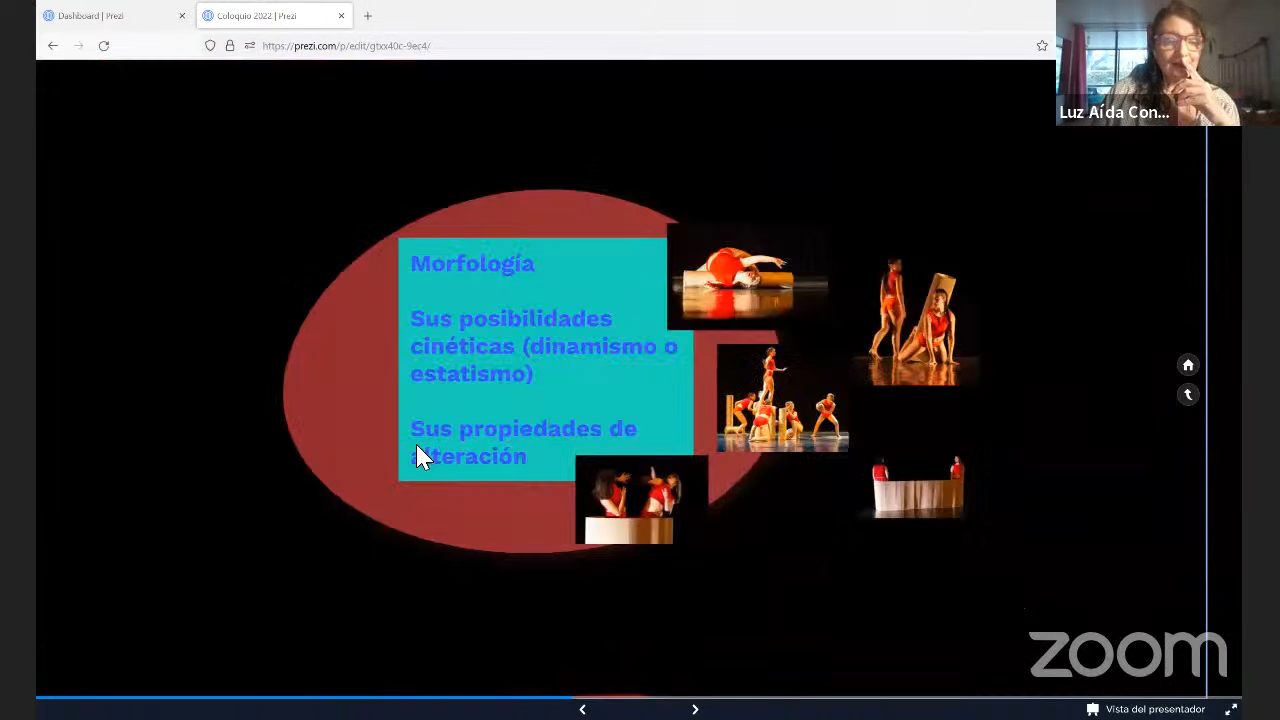 Dashboard | Prezi
Coloquio 2022 | Prezi
https://prezi.com/p/edit/gtxx40c-9ec4/
Luz Aída Con...
Morfología
Sus posibilidades
cinéticas (dinamismo o
estatismo)
Sus propiedades de
alteración
zoom
Vista del presentador